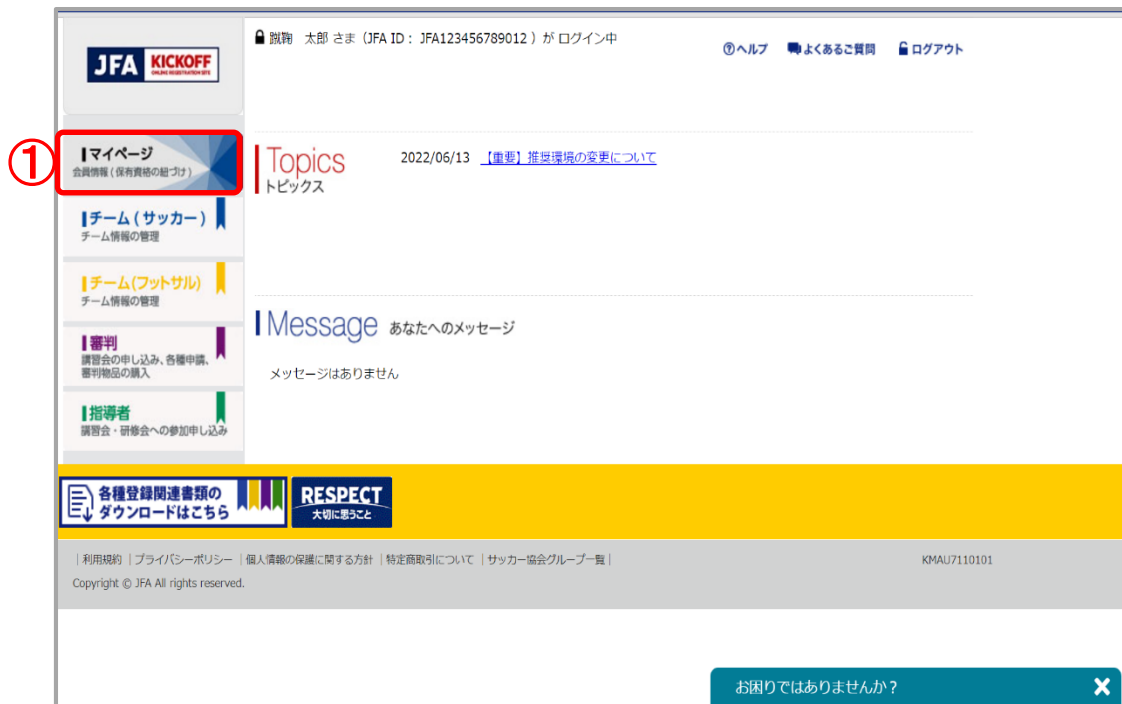 JFA KICKOFF
ONLINE REGISTRATION SITE
蹴鞠 太郎 さま（JFA ID： JFA123456789012 ）が ログイン中
ヘルプ よくあるご質問 ログアウト
①
マイページ
会員情報 ( 保有資格の紐づけ )
チーム ( サッカー )
チーム情報の管理
チーム(フットサル)
チーム情報の管理
審判
講習会の申し込み、各種申請、
審判物品の購入
指導者
講習会・研修会への参加申し込み
Topics
トピックス
2022/06/13 【重要】推奨環境の変更について
Message あなたへのメッセージ
メッセージはありません
各種登録関連書類の
ダウンロードはこちら
RESPECT
大切に思うこと
｜利用規約｜プライバシーポリシー｜個人情報の保護に関する方針｜特定商取引について｜サッカー協会グループ一覧｜
KMAU7110101
Copyright © JFA All rights reserved.
お困りではありませんか？